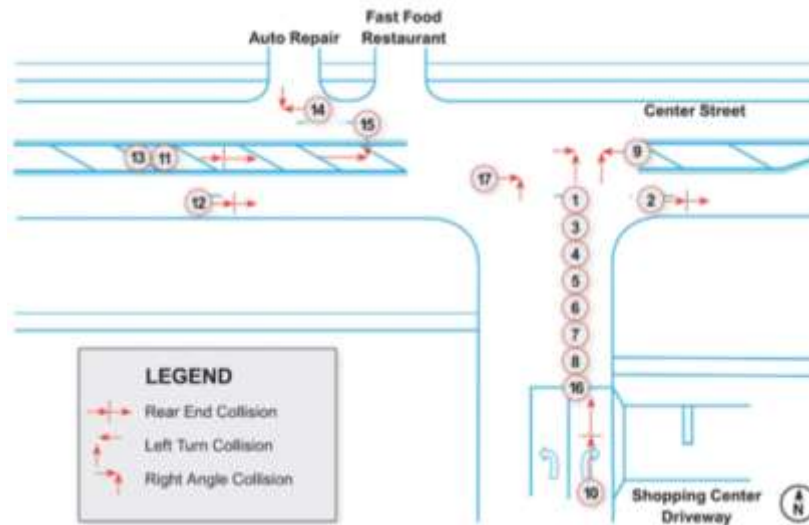 Fast Food
Restaurant
Auto Repair
14
Center Street
15
13 11
9
17
12
1
2
3
4
5
6
7
8
16
10
LEGEND
Rear End Collision
Left Turn Collision
Right Angle Collision
Shopping Center
Driveway
N